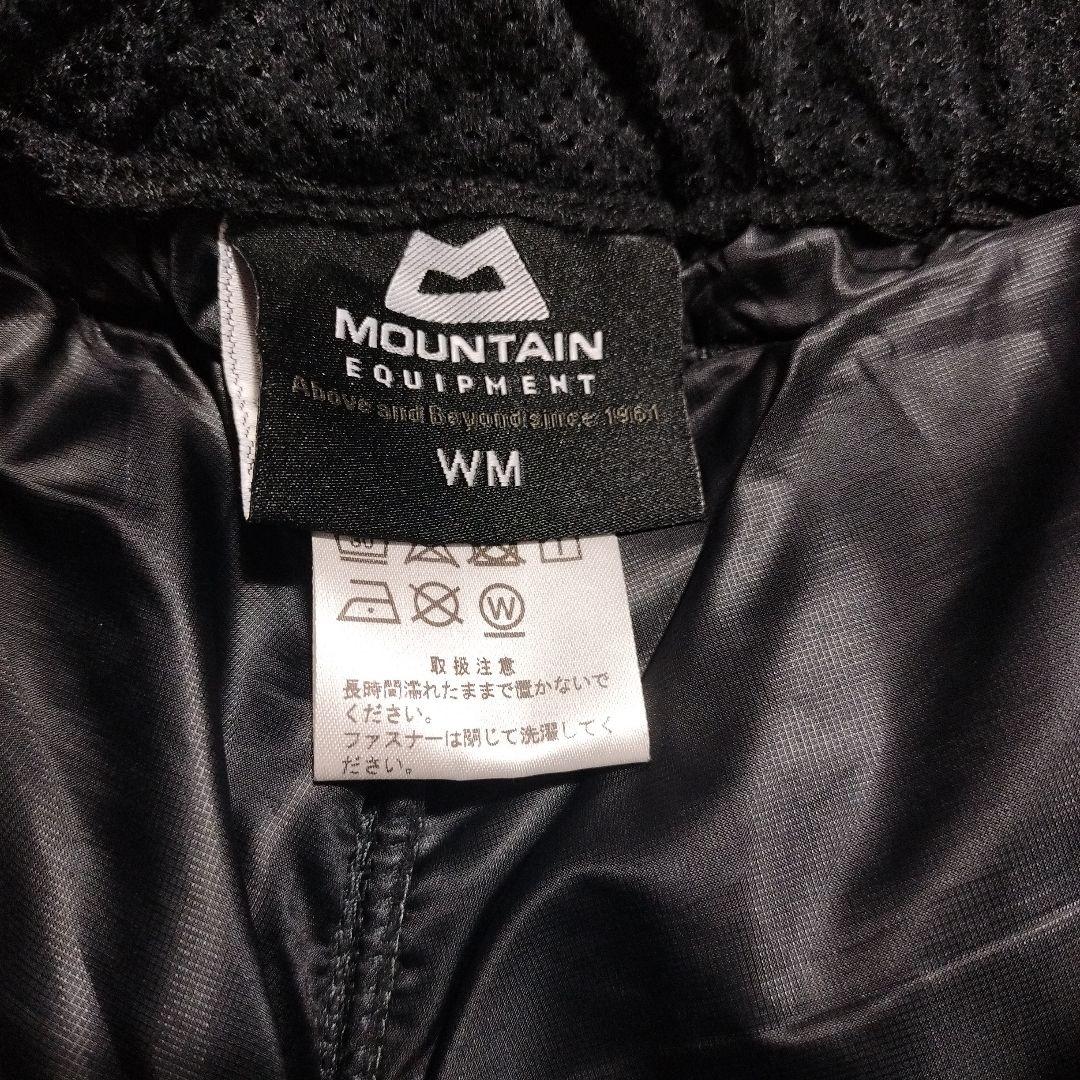 MOUNTAIN
EQUIPMENT
Above and Beyond since 1961
WM
W
取扱注意
長時間濡れたままで置かないで
ください。
ファスナーは閉じて洗濯してく
ださい。